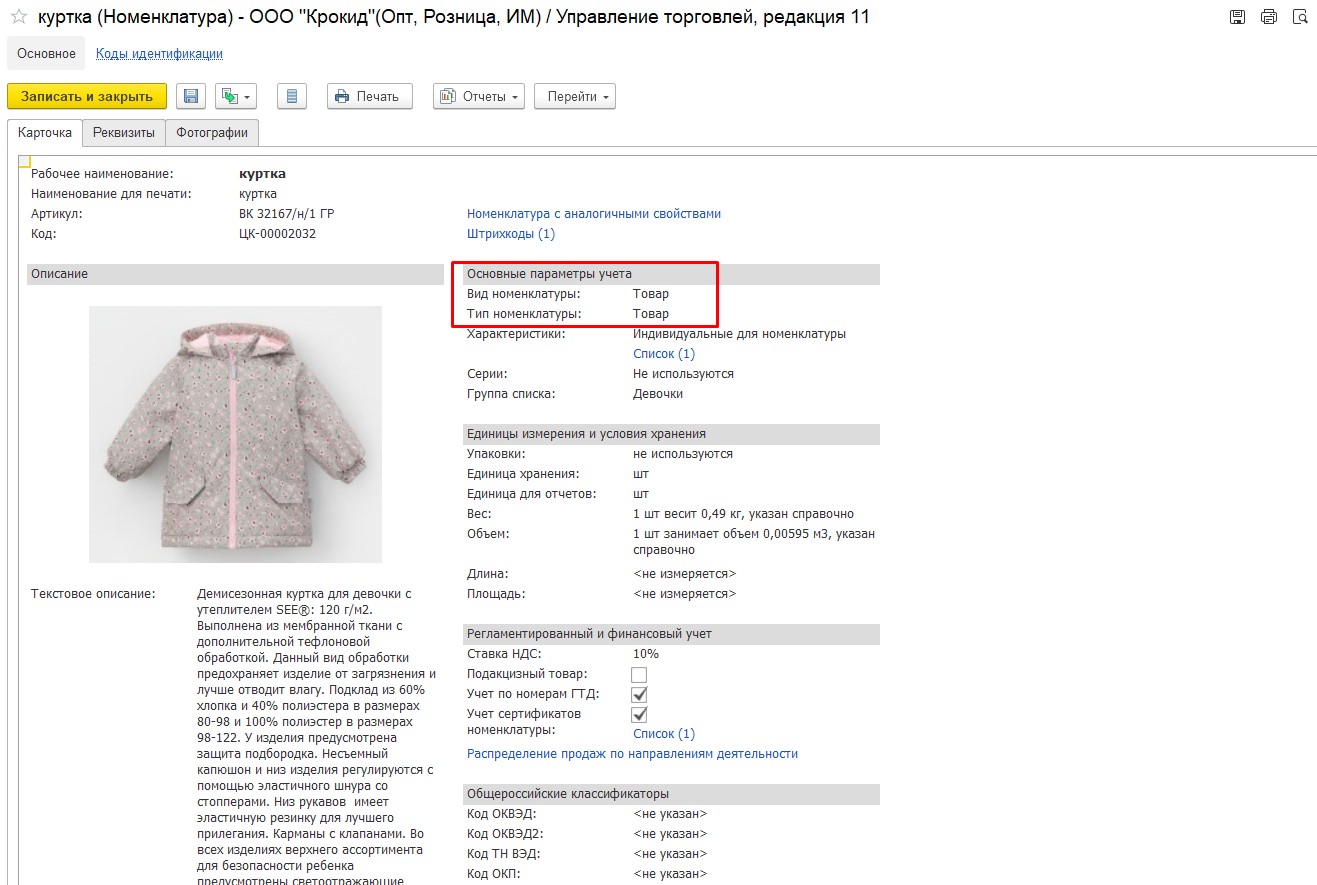 куртка (Номенклатура) - ООО "Крокид"(Опт, Розница, ИМ) / Управление торговлей, редакция 11
Основное Коды идентификации
Записать и закрыть Печать Отчеты Перейти
Карточка Реквизиты Фотографии
Рабочее наименование: куртка
Наименование для печати: куртка
Артикул: ВК 32167/н/1 ГР Номенклатура с аналогичными свойствами
Код: ЦК-00002032 Штрихкоды (1)
Описание
Текстовое описание: Демисезонная куртка для девочки с
утеплителем SEE®: 120 г/м2.
Выполнена из мембранной ткани с
дополнительной тефлоновой
обработкой. Данный вид обработки
предохраняет изделие от загрязнения и
лучше отводит влагу. Подклад из 60%
хлопка и 40% полиэстера в размерах
80-98 и 100% полиэстер в размерах
98-122. У изделия предусмотрена
защита подбородка. Несъемный
капюшон и низ изделия регулируются с
помощью эластичного шнура со
стопперами. Низ рукавов имеет
эластичную резинку для лучшего
прилегания. Карманы с клапанами. Во
всех изделиях верхнего ассортимента
для безопасности ребенка
предусмотрены светоотражающие
Основные параметры учета
Вид номенклатуры: Товар
Тип номенклатуры: Товар
Характеристики: Индивидуальные для номенклатуры
Список (1)
Серии: Не используются
Группа списка: Девочки
Единицы измерения и условия хранения
Упаковки: не используются
Единица хранения: шт
Единица для отчетов: шт
Вес: 1 шт весит 0,49 кг, указан справочно
Объем: 1 шт занимает объем 0,00595 м3, указан
справочно
Длина: <не измеряется>
Площадь: <не измеряется>
Регламентированный и финансовый учет
Ставка НДС: 10%
Подакцизный товар:
Учет по номерам ГТД:
Учет сертификатов
номенклатуры: Список (1)
Распределение продаж по направлениям деятельности
Общероссийские классификаторы
Код ОКВЭД: <не указан>
Код ОКВЭД2: <не указан>
Код ТН ВЭД: <не указан>
Код ОКП: <не указан>